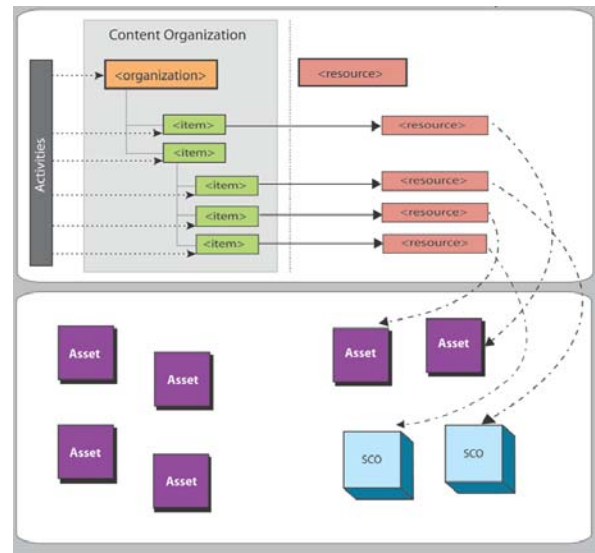 Content Organization
<organization>
<resource>
Activities
<item>
<resource>
<item>
<item>
<resource>
<item>
<resource>
<item>
<resource>
Asset
Asset
Asset
Asset
Asset
Asset
SCO
SCO